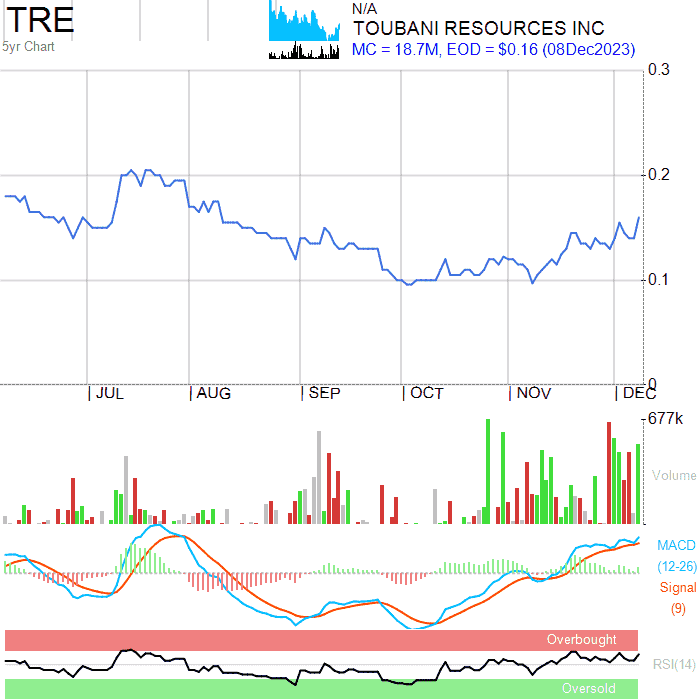 TRE
5yr Chart
N/A
TOUBANI RESOURCES INC
MC = 18.7M, EOD = $0.16 (08Dec2023)
0.3
0.2
0.1
0
JUL AUG SEP OCT NOV DEC
677k
Volume
MACD
(12-26)
Signal
(9)
Overbought
RSI(14)
Oversold